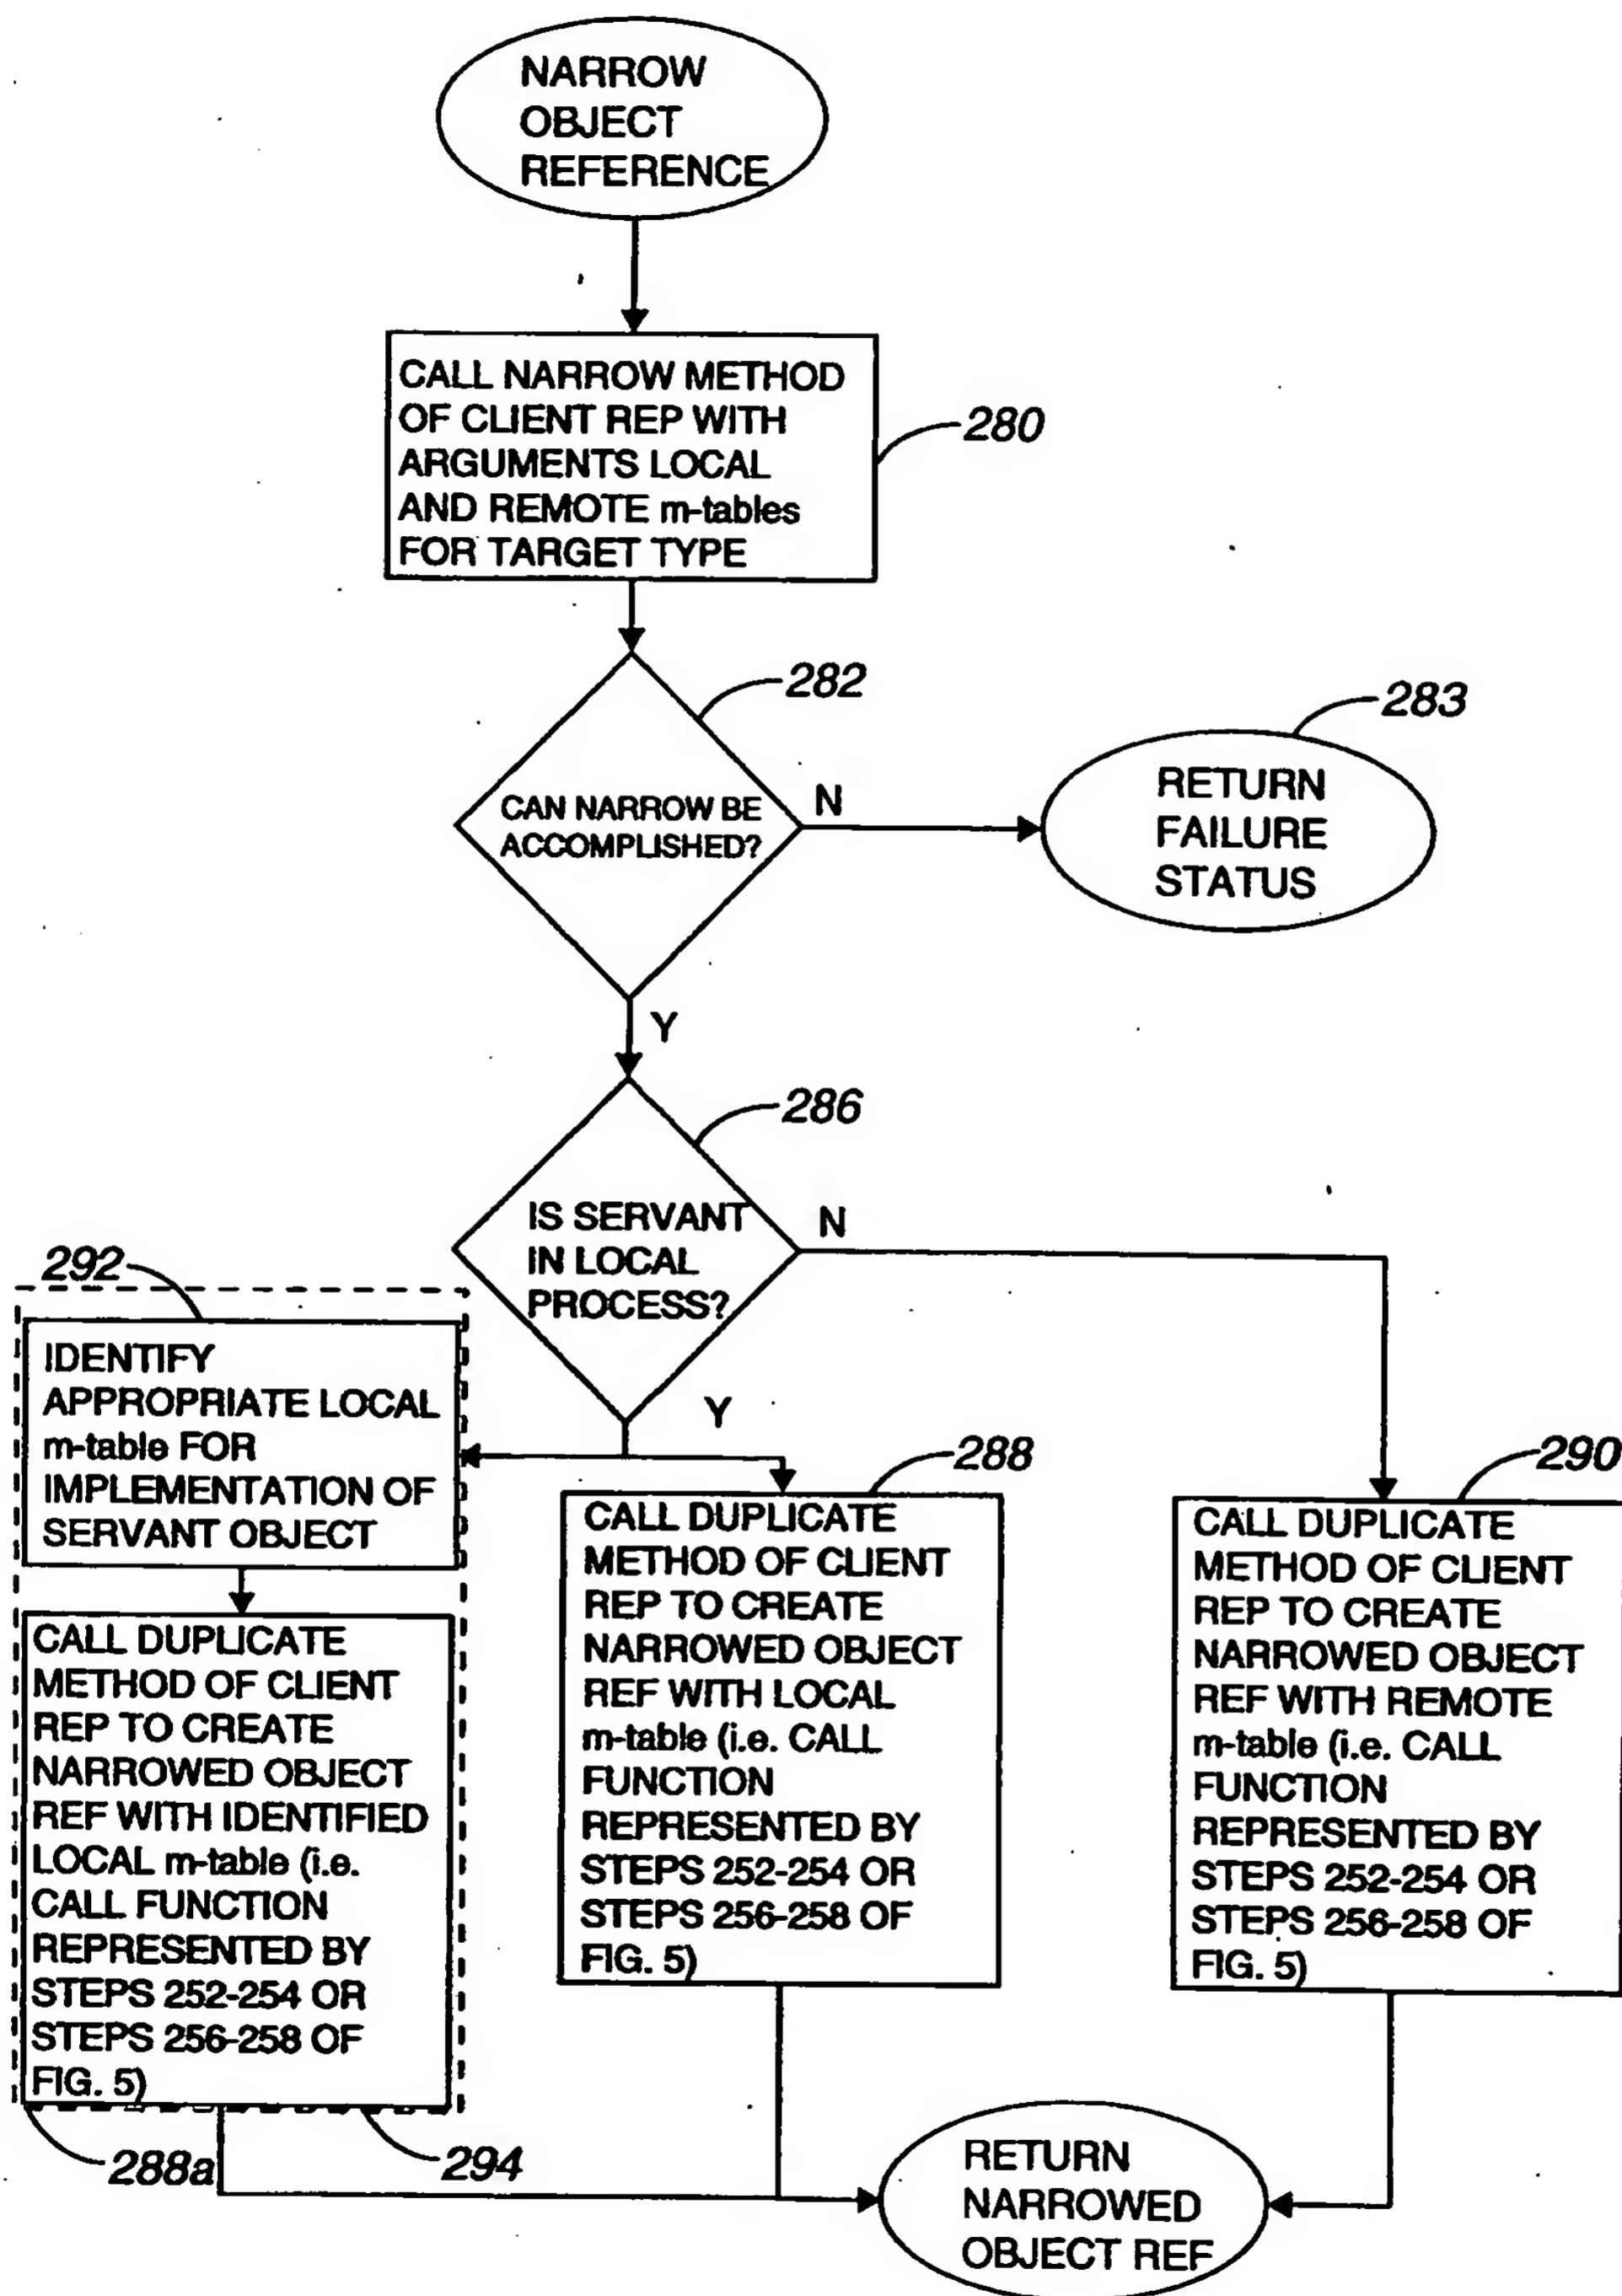 NARROW
OBJECT
REFERENCE
CALL NARROW METHOD
OF CLIENT REP WITH
ARGUMENTS LOCAL
AND REMOTE m-tables
FOR TARGET TYPE
280
282
CAN NARROW BE
ACCOMPLISHED?
N
283
RETURN
FAILURE
STATUS
Y
286
IS SERVANT
IN LOCAL
PROCESS?
N
Y
292
IDENTIFY
APPROPRIATE LOCAL
m-table FOR
IMPLEMENTATION OF
SERVANT OBJECT
CALL DUPLICATE
METHOD OF CLIENT
REP TO CREATE
NARROWED OBJECT
REF WITH IDENTIFIED
LOCAL m-table (i.e.
CALL FUNCTION
REPRESENTED BY
STEPS 252-254 OR
STEPS 256-258 OF
FIG. 5)
288a
294
288
CALL DUPLICATE
METHOD OF CLIENT
REP TO CREATE
NARROWED OBJECT
REF WITH LOCAL
m-table (i.e. CALL
FUNCTION
REPRESENTED BY
STEPS 252-254 OR
STEPS 256-258 OF
FIG. 5)
290
CALL DUPLICATE
METHOD OF CLIENT
REP TO CREATE
NARROWED OBJECT
REF WITH REMOTE
m-table (i.e. CALL
FUNCTION
REPRESENTED BY
STEPS 252-254 OR
STEPS 256-258 OF
FIG. 5)
RETURN
NARROWED
OBJECT REF